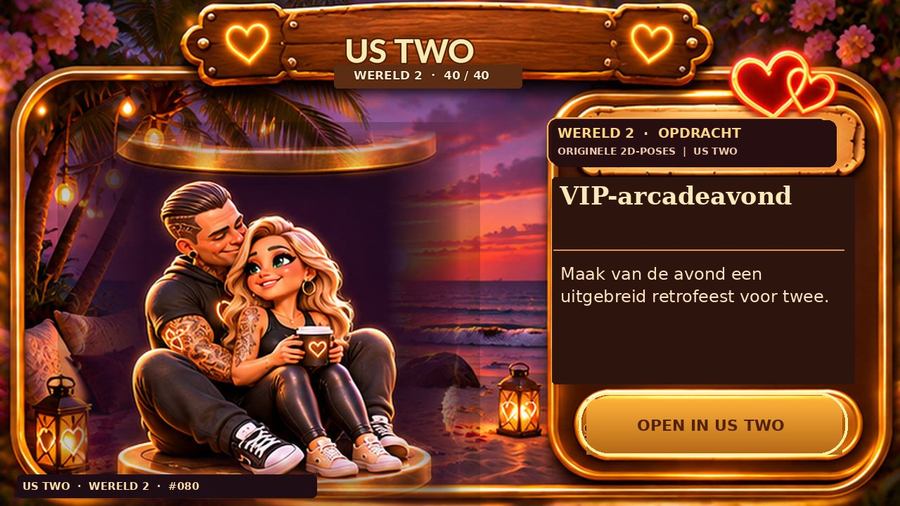 US TWO
WERELD 2 · 40 / 40
WERELD 2 · OPDRACHT
ORIGINELE 2D-POSES | US TWO
VIP-arcadeavond
Maak van de avond een
uitgebreid retrofeest voor twee.
OPEN IN US TWO
US TWO · WERELD 2 · #080